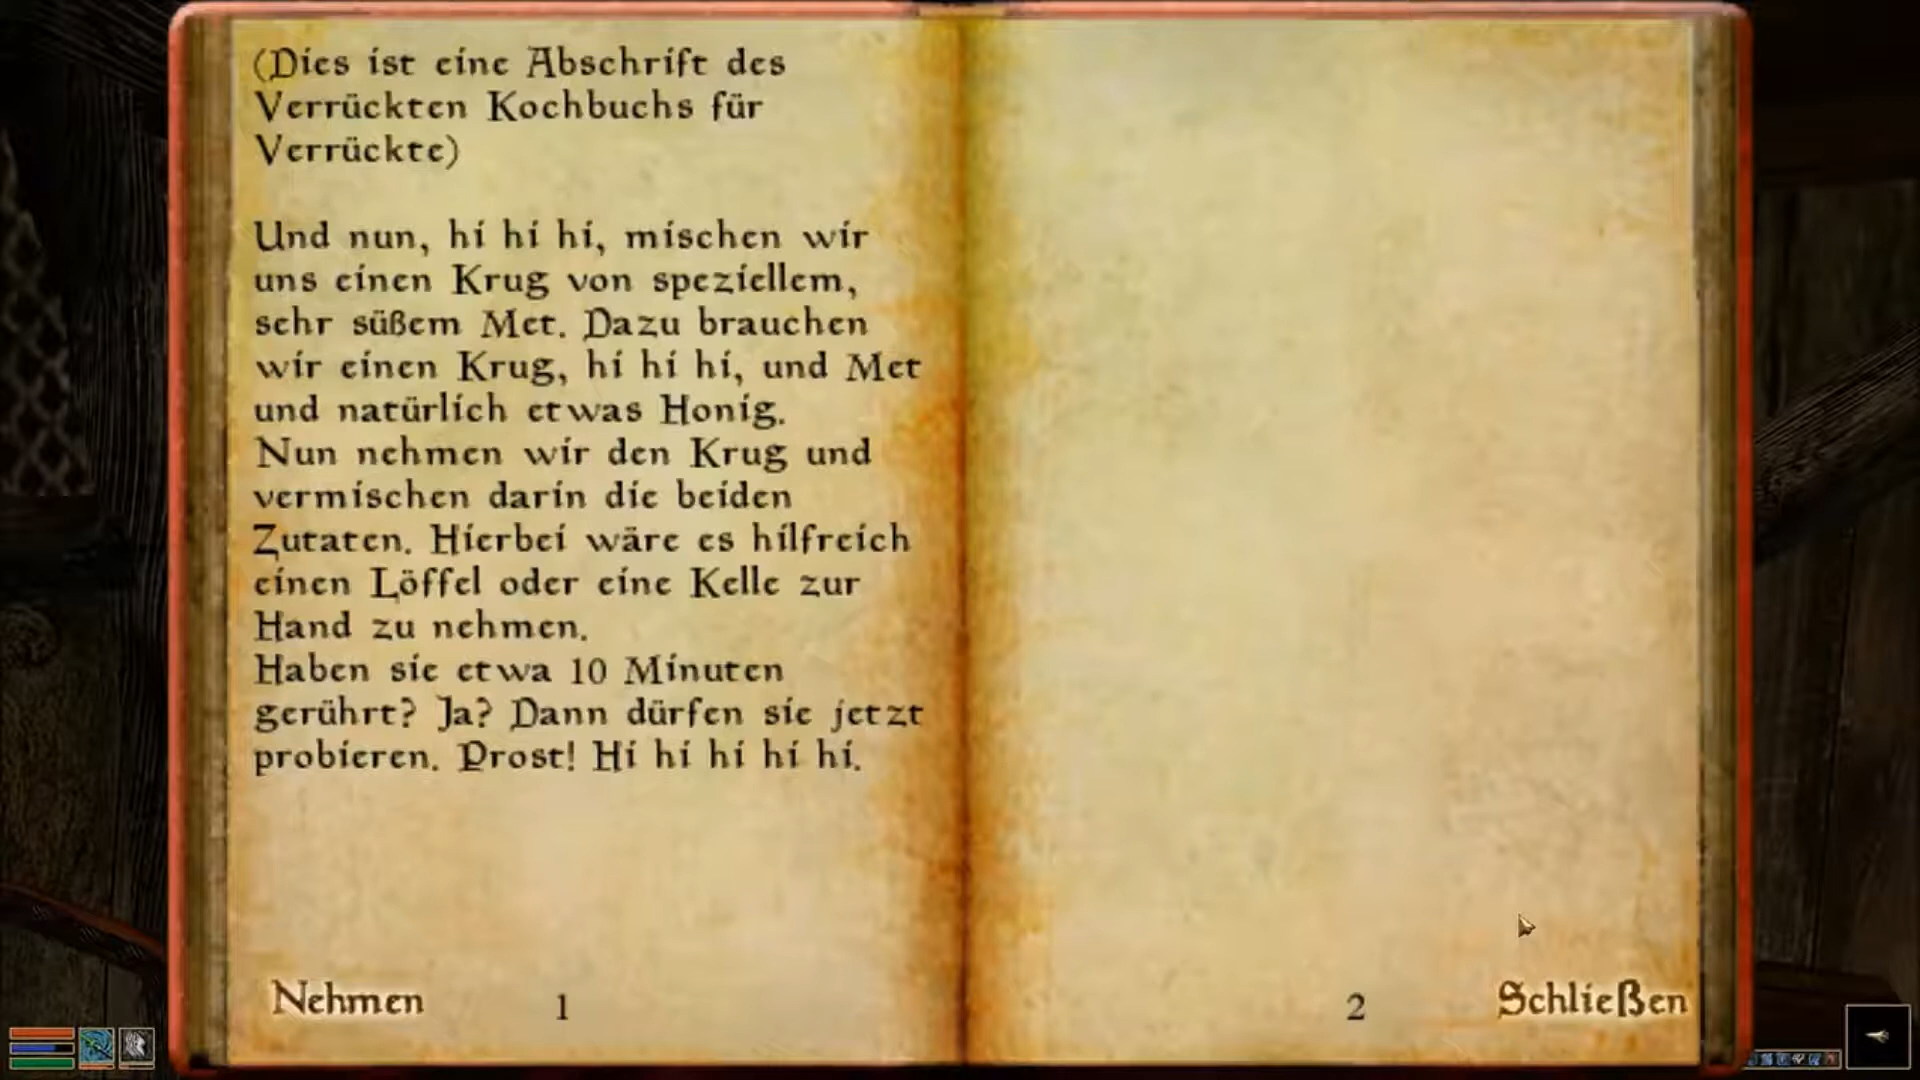 (Dies ist eine Abschrift des
Verrückten Kochbuchs für
Verrückte)
Und nun, hi hi hi, mischen wir
uns einen Krug von speziellem,
sehr süßem Met. Dazu brauchen
wir einen Krug, hi hi hi, und Met
und natürlich etwas Honig.
Nun nehmen wir den Krug und
vermischen darin die beiden
Zutaten. Hierbei wäre es hilfreich
einen Löffel oder eine Kelle zur
Hand zu nehmen.
Haben sie etwa 10 Minuten
gerührt? Ja? Dann dürfen sie jetzt
probieren. Prost! Hi hi hi hi hi.
Nehmen 1 2 Schließen